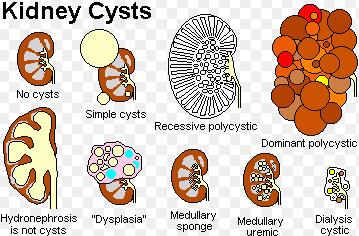 Kidney Cysts
No cysts
Simple cysts
Recessive polycystic
Dominant polycystic
Hydronephrosis
is not cysts
"Dysplasia"
Medullary
sponge
Medullary
uremic
Dialysis
cystic